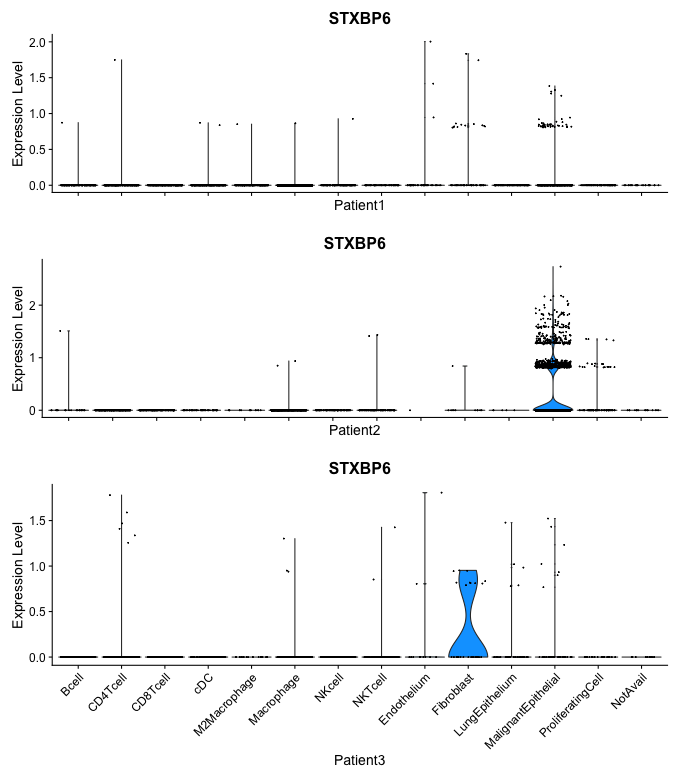 STXBP6
Expression Level
2.0
1.5
1.0
0.5
0.0
Patient1
STXBP6
Expression Level
2
1
0
Patient2
STXBP6
Expression Level
1.5
1.0
0.5
0.0
Bcell
CD4Tcell
CD8Tcell
cDC
M2Macrophage
Macrophage
NKcell
NKTcell
Endothelium
Fibroblast
LungEpithelium
MalignantEpithelial
ProliferatingCell
NotAvail
Patient3